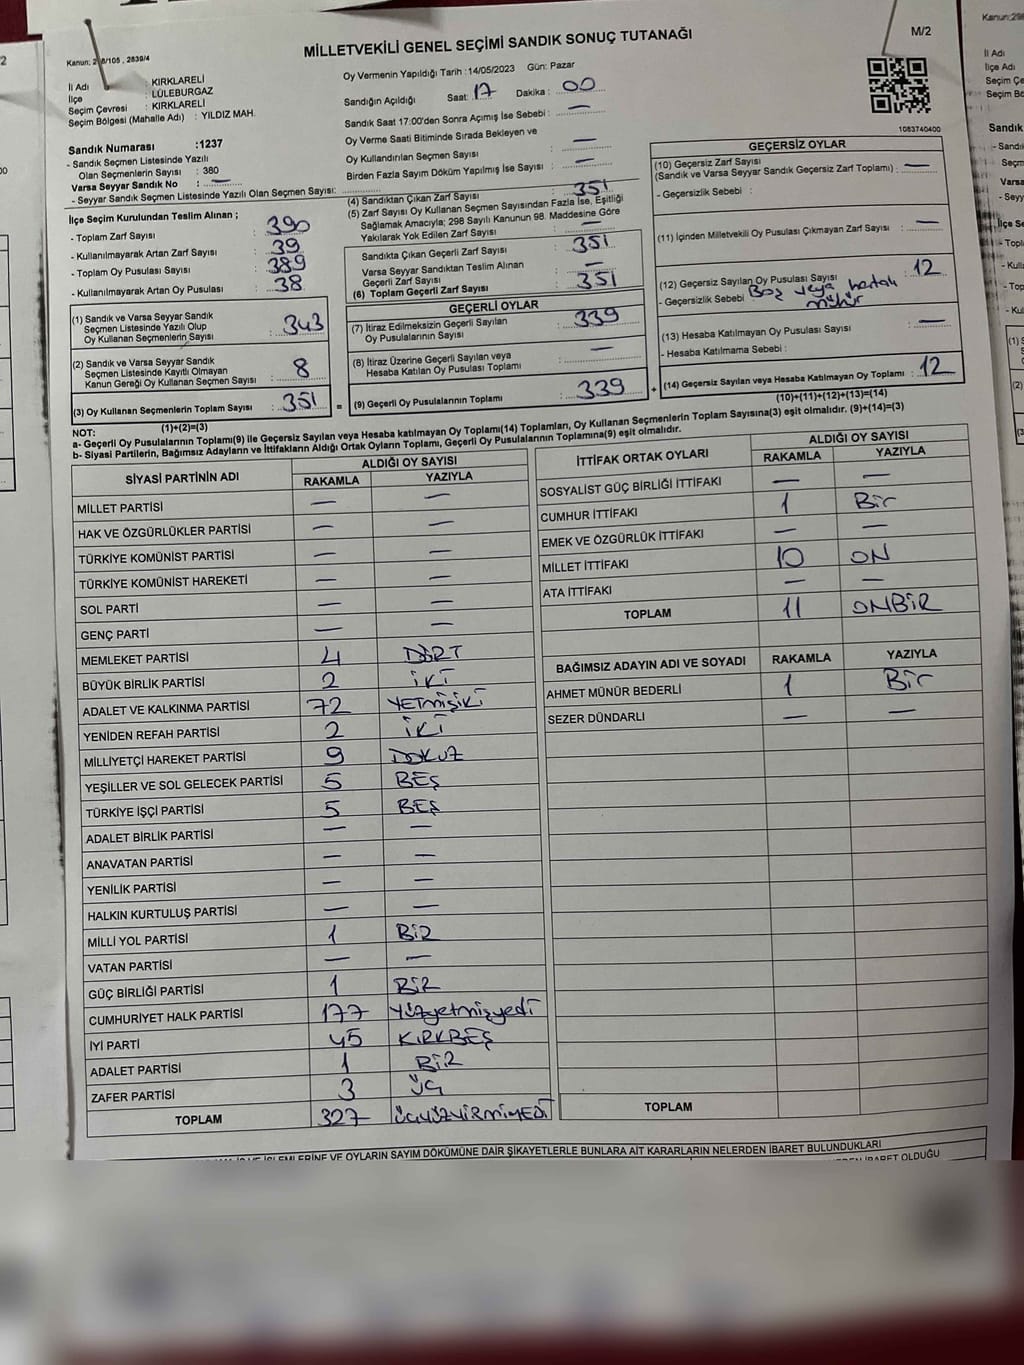 MİLLETVEKİLİ GENEL SEÇİMİ SANDIK SONUÇ TUTANAĞI
M/2
Kanun: 298/105 , 2839/4
İl Adı : KIRKLARELİ
İlçe : LÜLEBURGAZ
Seçim Çevresi : KIRKLARELİ
Seçim Bölgesi (Mahalle Adı) : YILDIZ MAH.
Oy Vermenin Yapıldığı Tarih : 14/05/2023 Gün: Pazar
Sandığın Açıldığı Saat: 17 Dakika : 00
Sandık Saat 17:00'den Sonra Açımış İse Sebebi : —
Oy Verme Saati Bitiminde Sırada Bekleyen ve
Oy Kullandırılan Seçmen Sayısı : —
Birden Fazla Sayım Döküm Yapılmış İse Sayısı : —
1083740400
Sandık Numarası :1237
- Sandık Seçmen Listesinde Yazılı
Olan Seçmenlerin Sayısı : 380
Varsa Seyyar Sandık No : —
- Seyyar Sandık Seçmen Listesinde Yazılı Olan Seçmen Sayısı:
İlçe Seçim Kurulundan Teslim Alınan ;
- Toplam Zarf Sayısı : 390
- Kullanılmayarak Artan Zarf Sayısı : 39
- Toplam Oy Pusulası Sayısı : 389
- Kullanılmayarak Artan Oy Pusulası : 38
(1) Sandık ve Varsa Seyyar Sandık
Seçmen Listesinde Yazılı Olup
Oy Kullanan Seçmenlerin Sayısı : 343
(2) Sandık ve Varsa Seyyar Sandık
Seçmen Listesinde Kayıtlı Olmayan
Kanun Gereği Oy Kullanan Seçmen Sayısı : 8
(3) Oy Kullanan Seçmenlerin Toplam Sayısı : 351
(1)+(2)=(3)
(4) Sandıktan Çıkan Zarf Sayısı : 351
(5) Zarf Sayısı Oy Kullanan Seçmen Sayısından Fazla İse, Eşitliği
Sağlamak Amacıyla; 298 Sayılı Kanunun 98. Maddesine Göre
Yakılarak Yok Edilen Zarf Sayısı : —
Sandıkta Çıkan Geçerli Zarf Sayısı : 351
Varsa Seyyar Sandıktan Teslim Alınan
Geçerli Zarf Sayısı : —
(6) Toplam Geçerli Zarf Sayısı : 351
GEÇERLİ OYLAR
(7) İtiraz Edilmeksizin Geçerli Sayılan
Oy Pusulalarının Sayısı : 339
(8) İtiraz Üzerine Geçerli Sayılan veya
Hesaba Katılan Oy Pusulası Toplamı : —
= (9) Geçerli Oy Pusulalarının Toplamı : 339
GEÇERSİZ OYLAR
(10) Geçersiz Zarf Sayısı
(Sandık ve Varsa Seyyar Sandık Geçersiz Zarf Toplamı) : —
- Geçersizlik Sebebi :
(11) İçinden Milletvekili Oy Pusulası Çıkmayan Zarf Sayısı : —
(12) Geçersiz Sayılan Oy Pusulası Sayısı : 12
- Geçersizlik Sebebi : Boş veya hatalı
mühür
(13) Hesaba Katılmayan Oy Pusulası Sayısı : —
- Hesaba Katılmama Sebebi :
+ (14) Geçersiz Sayılan veya Hesaba Katılmayan Oy Toplamı : 12
(10)+(11)+(12)+(13)=(14)
NOT:
a- Geçerli Oy Pusulalarının Toplamı(9) ile Geçersiz Sayılan veya Hesaba katılmayan Oy Toplamı(14) Toplamları, Oy Kullanan Seçmenlerin Toplam Sayısına(3) eşit olmalıdır. (9)+(14)=(3)
b- Siyasi Partilerin, Bağımsız Adayların ve İttifakların Aldığı Ortak Oyların Toplamı, Geçerli Oy Pusulalarının Toplamına(9) eşit olmalıdır.
SİYASİ PARTİNİN ADI ALDIĞI OY SAYISI
RAKAMLA YAZIYLA
MİLLET PARTİSİ — —
HAK VE ÖZGÜRLÜKLER PARTİSİ — —
TÜRKİYE KOMÜNİST PARTİSİ — —
TÜRKİYE KOMÜNİST HAREKETİ — —
SOL PARTİ — —
GENÇ PARTİ — —
MEMLEKET PARTİSİ 4 DÖRT
BÜYÜK BİRLİK PARTİSİ 2 İKİ
ADALET VE KALKINMA PARTİSİ 72 YETMİŞİKİ
YENİDEN REFAH PARTİSİ 2 İKİ
MİLLİYETÇİ HAREKET PARTİSİ 9 DOKUZ
YEŞİLLER VE SOL GELECEK PARTİSİ 5 BEŞ
TÜRKİYE İŞÇİ PARTİSİ 5 BEŞ
ADALET BİRLİK PARTİSİ — —
ANAVATAN PARTİSİ — —
YENİLİK PARTİSİ — —
HALKIN KURTULUŞ PARTİSİ — —
MİLLİ YOL PARTİSİ 1 BİR
VATAN PARTİSİ — —
GÜÇ BİRLİĞİ PARTİSİ 1 BİR
CUMHURİYET HALK PARTİSİ 177 Yüzyetmişyedi
İYİ PARTİ 45 KIRKBEŞ
ADALET PARTİSİ 1 BİR
ZAFER PARTİSİ 3 ÜÇ
TOPLAM 327 ÜÇYÜZYİRMİYEDİ
İTTİFAK ORTAK OYLARI ALDIĞI OY SAYISI
RAKAMLA YAZIYLA
SOSYALİST GÜÇ BİRLİĞİ İTTİFAKI — —
CUMHUR İTTİFAKI 1 Bir
EMEK VE ÖZGÜRLÜK İTTİFAKI — —
MİLLET İTTİFAKI 10 ON
ATA İTTİFAKI — —
TOPLAM 11 ONBİR
BAĞIMSIZ ADAYIN ADI VE SOYADI RAKAMLA YAZIYLA
AHMET MÜNÜR BEDERLİ 1 Bir
SEZER DÜNDARLI — —
TOPLAM
İŞLEMLERİNE VE OYLARIN SAYIM DÖKÜMÜNE DAİR ŞİKAYETLERLE BUNLARA AİT KARARLARIN NELERDEN İBARET BULUNDUKLARI
İBARET OLDUĞU